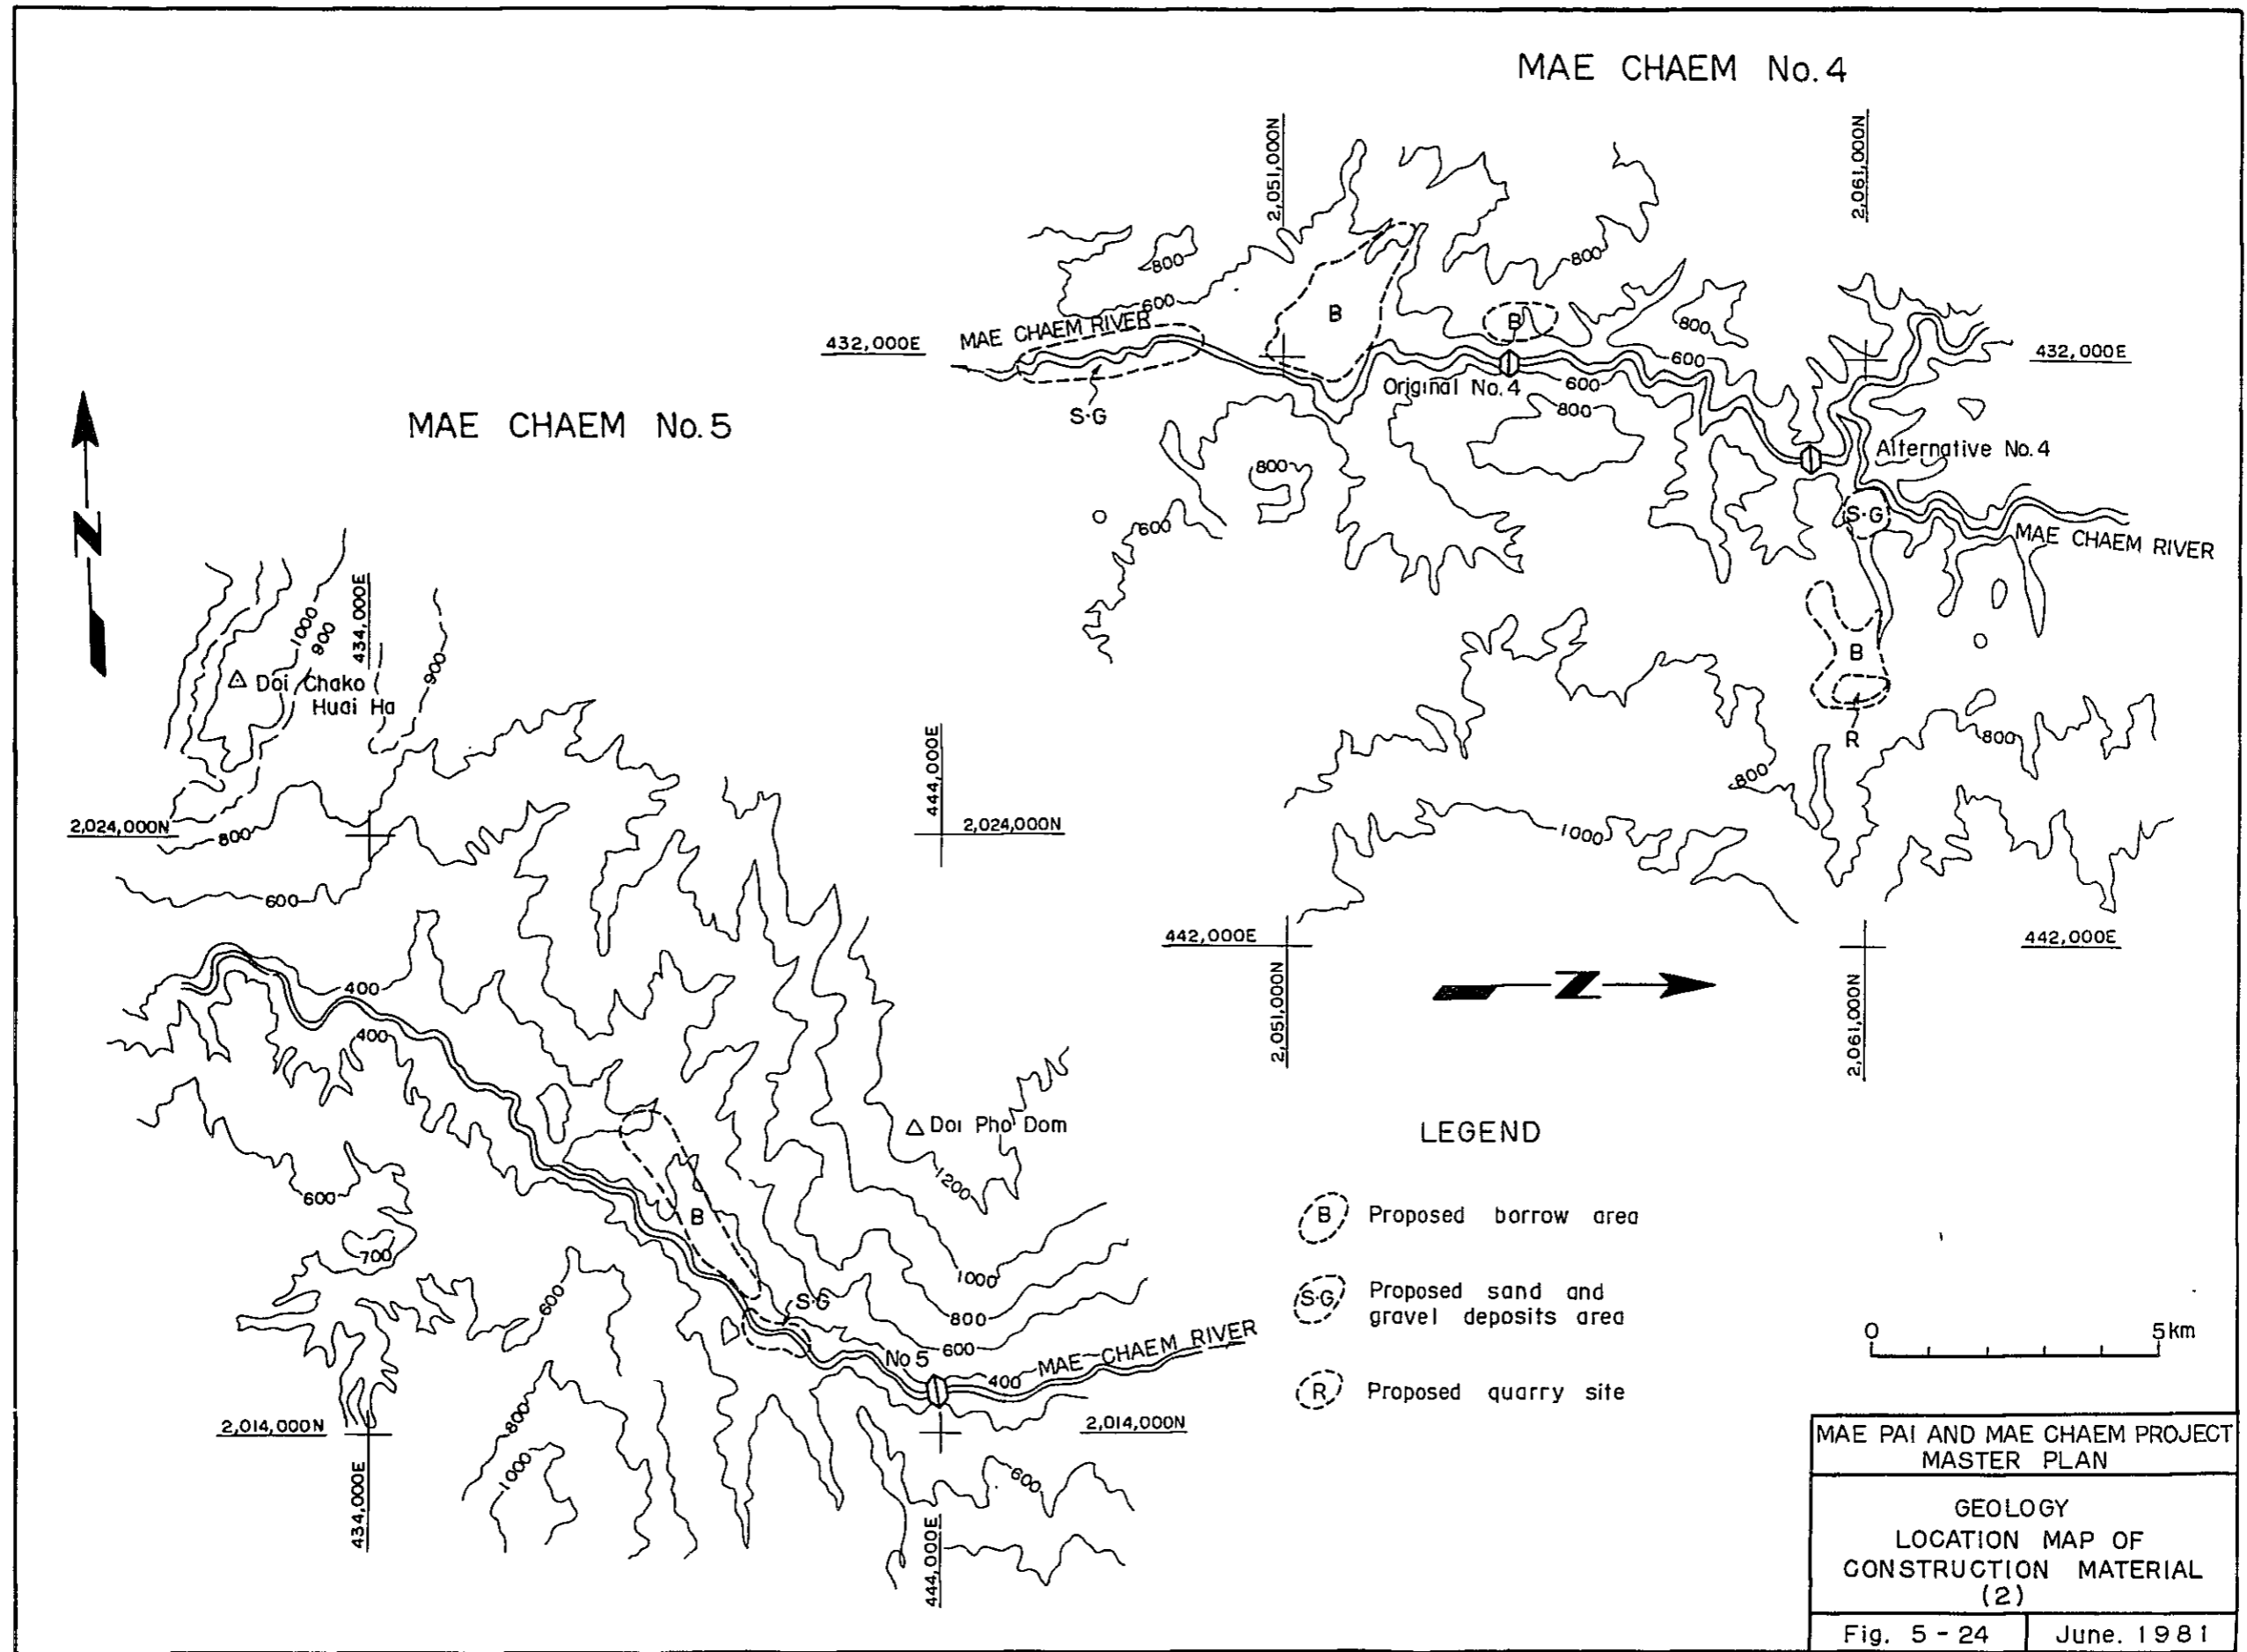 MAE CHAEM No. 4
2,051,000N
2,061,000N
800
800
600
B
B
800
MAE CHAEM RIVER
432,000E
432,000E
600
Original No. 4
600
800
S·G
Alternative No. 4
800
600
S·G
MAE CHAEM RIVER
B
R
800
800
1000
442,000E
442,000E
N
2,051,000N
2,061,000N
MAE CHAEM No. 5
N
1000
900
434,000E
900
Doi Chako
Huai Ha
444,000E
2,024,000N
2,024,000N
800
600
400
400
Doi Pho Dom
1200
600
B
700
1000
S·G
600
800
600
No 5
400
MAE CHAEM RIVER
800
2,014,000N
2,014,000N
1000
600
434,000E
444,000E
LEGEND
B Proposed borrow area
S·G Proposed sand and
gravel deposits area
R Proposed quarry site
0 5km
MAE PAI AND MAE CHAEM PROJECT
MASTER PLAN
GEOLOGY
LOCATION MAP OF
CONSTRUCTION MATERIAL
(2)
Fig. 5 - 24 June. 1981